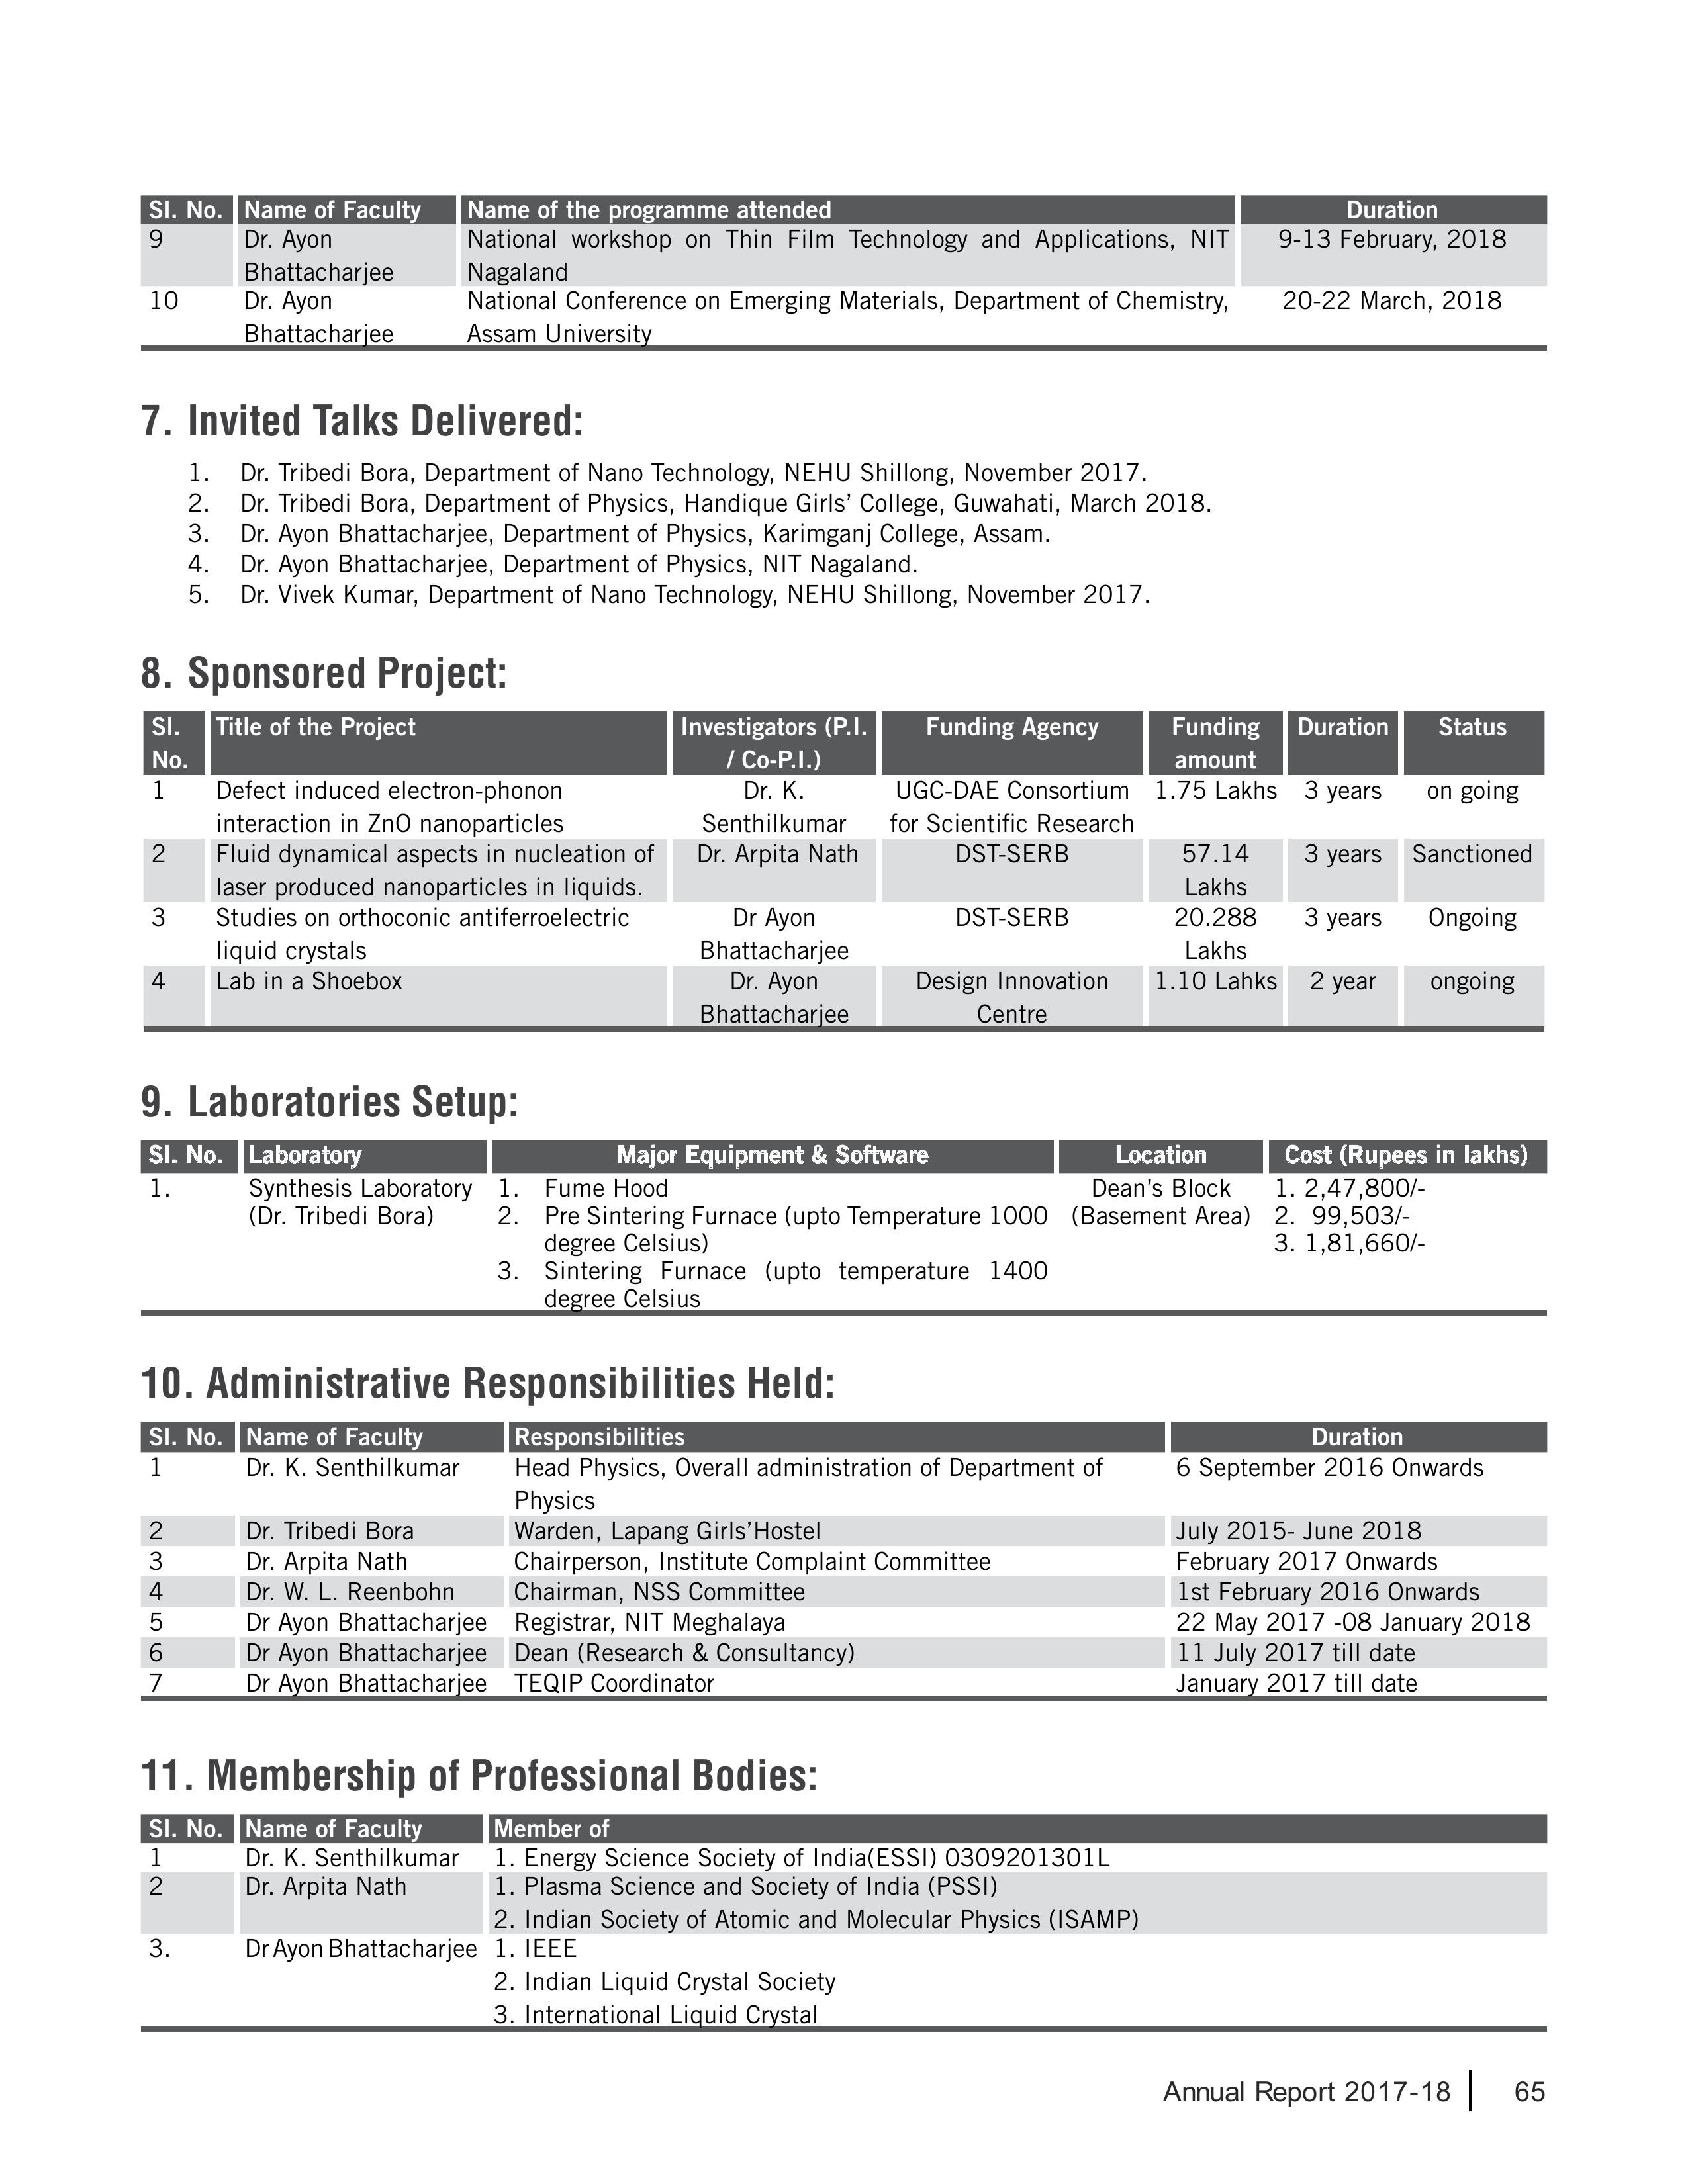 Sl. No. Name of Faculty Name of the programme attended Duration
9 Dr. Ayon National workshop on Thin Film Technology and Applications, NIT 9-13 February, 2018
Bhattacharjee Nagaland
10 Dr. Ayon National Conference on Emerging Materials, Department of Chemistry, 20-22 March, 2018
Bhattacharjee Assam University
7. Invited Talks Delivered:
1. Dr. Tribedi Bora, Department of Nano Technology, NEHU Shillong, November 2017.
2. Dr. Tribedi Bora, Department of Physics, Handique Girls’ College, Guwahati, March 2018.
3. Dr. Ayon Bhattacharjee, Department of Physics, Karimganj College, Assam.
4. Dr. Ayon Bhattacharjee, Department of Physics, NIT Nagaland.
5. Dr. Vivek Kumar, Department of Nano Technology, NEHU Shillong, November 2017.
8. Sponsored Project:
Sl. Title of the Project Investigators (P.I. Funding Agency Funding Duration Status
No. / Co-P.I.) amount
1 Defect induced electron-phonon Dr. K. UGC-DAE Consortium 1.75 Lakhs 3 years on going
interaction in ZnO nanoparticles Senthilkumar for Scientific Research
2 Fluid dynamical aspects in nucleation of Dr. Arpita Nath DST-SERB 57.14 3 years Sanctioned
laser produced nanoparticles in liquids. Lakhs
3 Studies on orthoconic antiferroelectric Dr Ayon DST-SERB 20.288 3 years Ongoing
liquid crystals Bhattacharjee Lakhs
4 Lab in a Shoebox Dr. Ayon Design Innovation 1.10 Lahks 2 year ongoing
Bhattacharjee Centre
9. Laboratories Setup:
Sl. No. Laboratory Major Equipment & Software Location Cost (Rupees in lakhs)
1. Synthesis Laboratory 1. Fume Hood Dean’s Block 1. 2,47,800/-
(Dr. Tribedi Bora) 2. Pre Sintering Furnace (upto Temperature 1000 (Basement Area) 2. 99,503/-
degree Celsius) 3. 1,81,660/-
3. Sintering Furnace (upto temperature 1400
degree Celsius
10. Administrative Responsibilities Held:
Sl. No. Name of Faculty Responsibilities Duration
1 Dr. K. Senthilkumar Head Physics, Overall administration of Department of 6 September 2016 Onwards
Physics
2 Dr. Tribedi Bora Warden, Lapang Girls’Hostel July 2015- June 2018
3 Dr. Arpita Nath Chairperson, Institute Complaint Committee February 2017 Onwards
4 Dr. W. L. Reenbohn Chairman, NSS Committee 1st February 2016 Onwards
5 Dr Ayon Bhattacharjee Registrar, NIT Meghalaya 22 May 2017 -08 January 2018
6 Dr Ayon Bhattacharjee Dean (Research & Consultancy) 11 July 2017 till date
7 Dr Ayon Bhattacharjee TEQIP Coordinator January 2017 till date
11. Membership of Professional Bodies:
Sl. No. Name of Faculty Member of
1 Dr. K. Senthilkumar 1. Energy Science Society of India(ESSI) 0309201301L
2 Dr. Arpita Nath 1. Plasma Science and Society of India (PSSI)
2. Indian Society of Atomic and Molecular Physics (ISAMP)
3. Dr Ayon Bhattacharjee 1. IEEE
2. Indian Liquid Crystal Society
3. International Liquid Crystal
Annual Report 2017-18 65